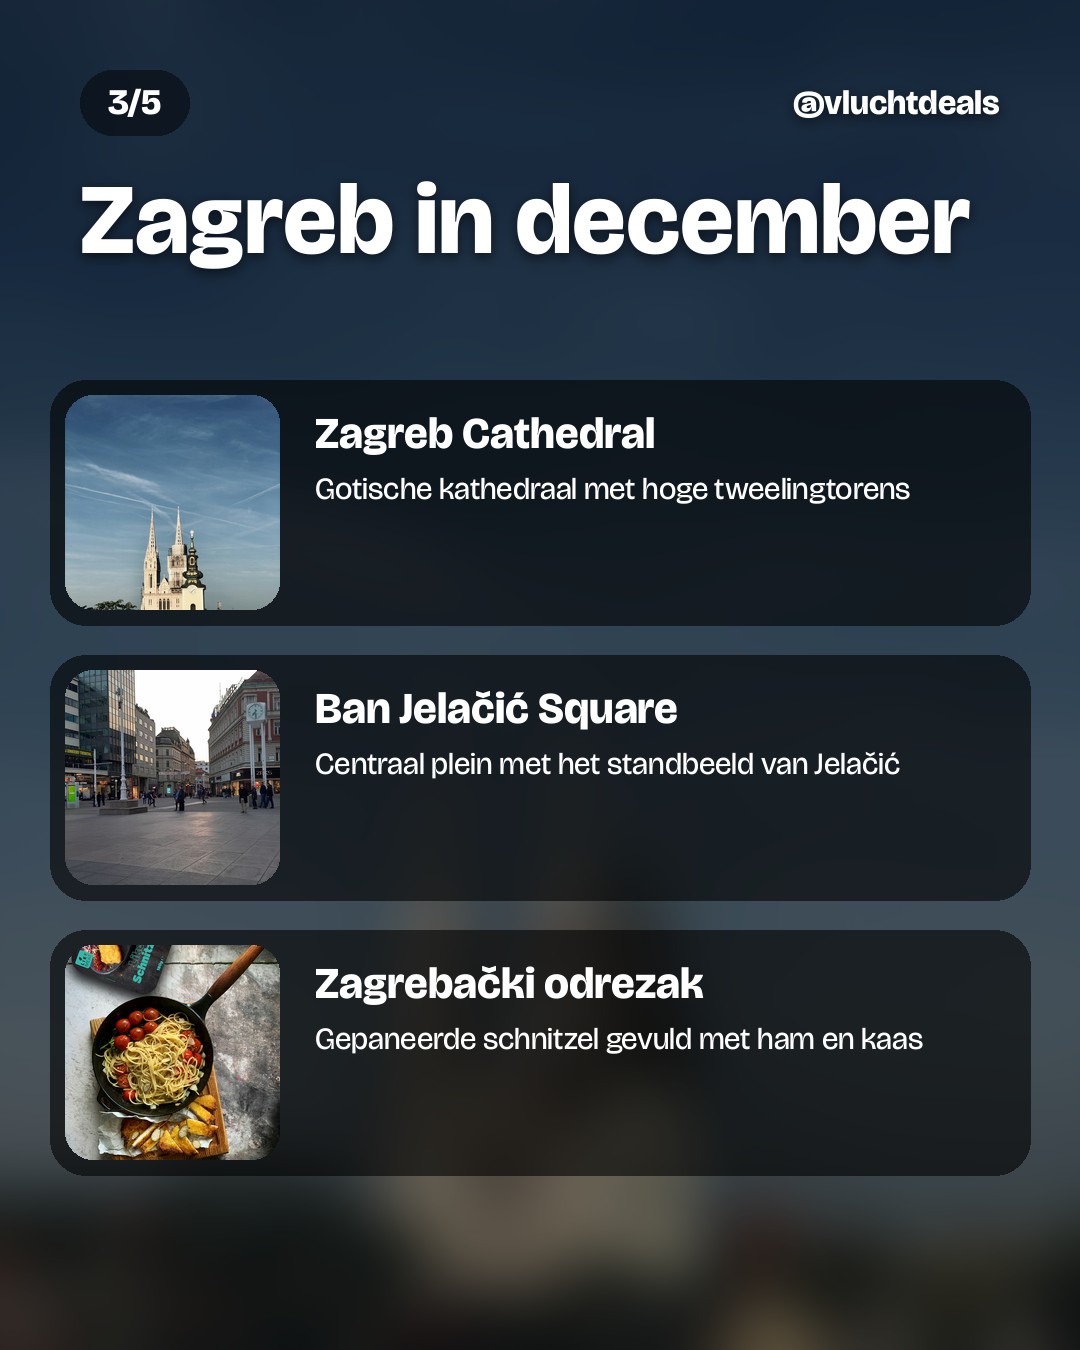 3/5
@vluchtdeals
Zagreb in december
Zagreb Cathedral
Gotische kathedraal met hoge tweelingtorens
Ban Jelačić Square
Centraal plein met het standbeeld van Jelačić
Zagrebački odrezak
Gepaneerde schnitzel gevuld met ham en kaas